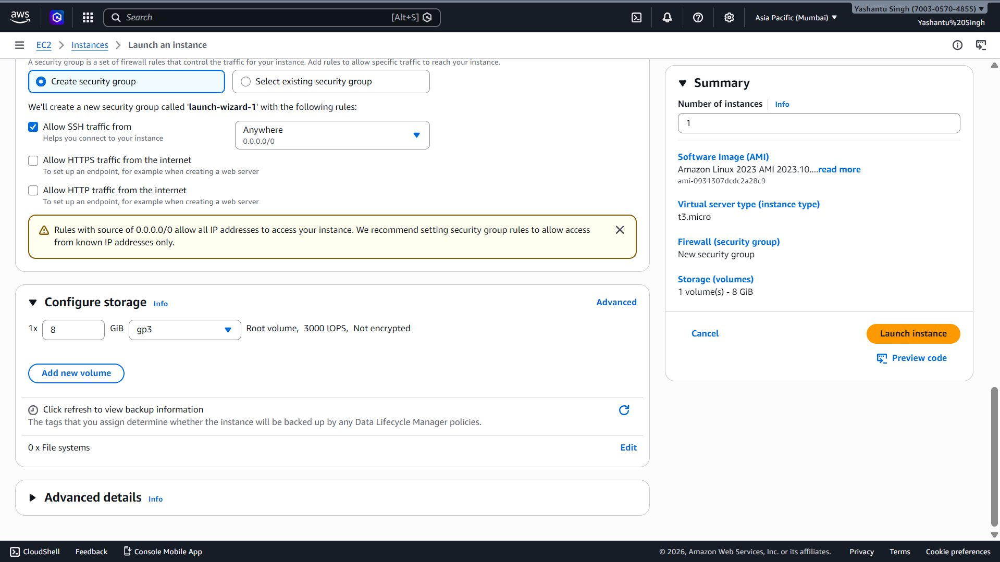 aws
Search [Alt+S]
Asia Pacific (Mumbai) ▼
Yashantu Singh (7003-0570-4855) ▼
Yashantu%20Singh
EC2 > Instances > Launch an instance
A security group is a set of firewall rules that control the traffic for your instance. Add rules to allow specific traffic to reach your instance.
Create security group
Select existing security group
We'll create a new security group called 'launch-wizard-1' with the following rules:
Allow SSH traffic from
Helps you connect to your instance
Anywhere
0.0.0.0/0
Allow HTTPS traffic from the internet
To set up an endpoint, for example when creating a web server
Allow HTTP traffic from the internet
To set up an endpoint, for example when creating a web server
Rules with source of 0.0.0.0/0 allow all IP addresses to access your instance. We recommend setting security group rules to allow access
from known IP addresses only.
Configure storage Info
Advanced
1x 8 GiB gp3 Root volume, 3000 IOPS, Not encrypted
Add new volume
Click refresh to view backup information
The tags that you assign determine whether the instance will be backed up by any Data Lifecycle Manager policies.
0 x File systems
Edit
Advanced details Info
Summary
Number of instances Info
1
Software Image (AMI)
Amazon Linux 2023 AMI 2023.10....read more
ami-0931307dcdc2a28c9
Virtual server type (instance type)
t3.micro
Firewall (security group)
New security group
Storage (volumes)
1 volume(s) - 8 GiB
Cancel
Launch instance
Preview code
CloudShell Feedback Console Mobile App
© 2026, Amazon Web Services, Inc. or its affiliates. Privacy Terms Cookie preferences